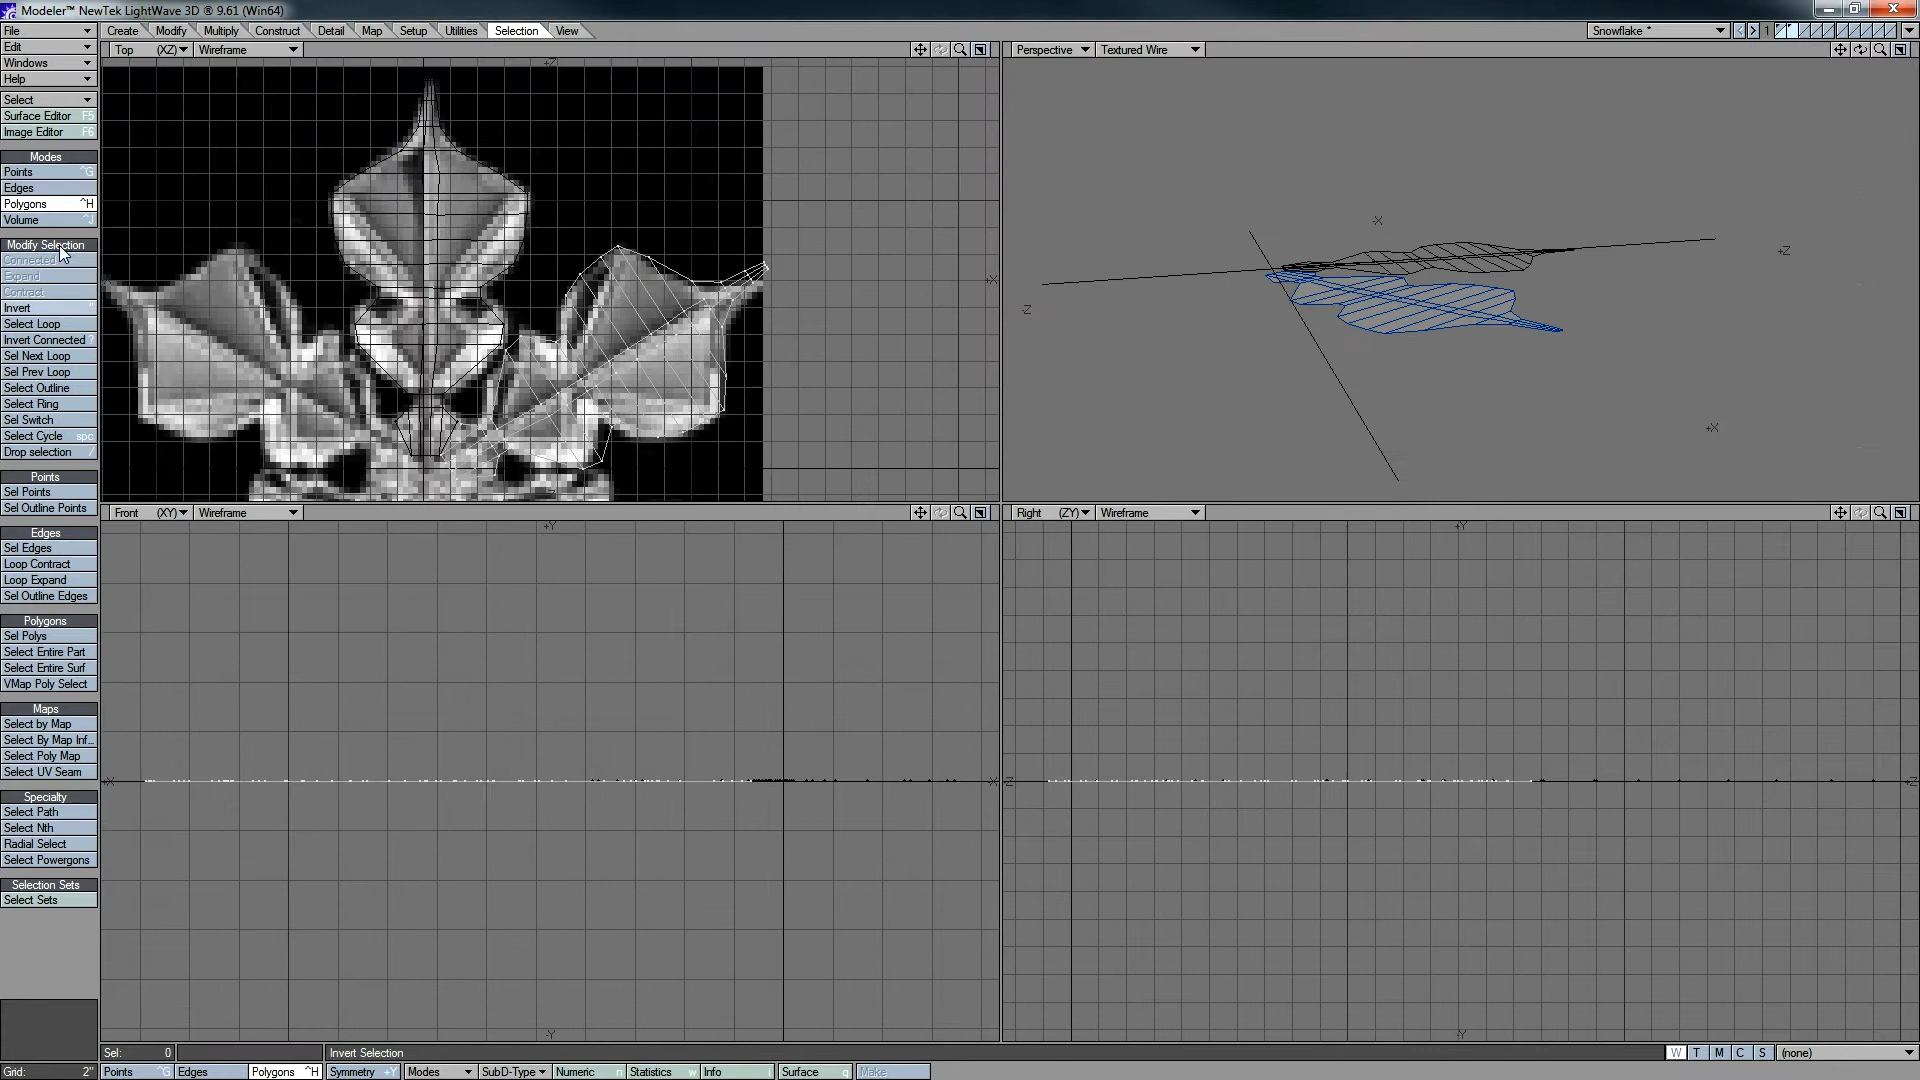 Modeler™ NewTek LightWave 3D ® 9.61 (Win64)
File Create Modify Multiply Construct Detail Map Setup Utilities Selection View Snowflake * 1
Edit
Windows
Help
Top (XZ) Wireframe
Perspective Textured Wire
Select
Surface Editor F5
Image Editor F6
Modes
Points ^G
Edges
Polygons ^H
Volume ^J
Modify Selection
Connected
Expand
Contract
Invert "
Select Loop
Invert Connected ?
Sel Next Loop
Sel Prev Loop
Select Outline
Select Ring
Sel Switch
Select Cycle spc
Drop selection /
Points
Sel Points
Sel Outline Points
Edges
Sel Edges
Loop Contract
Loop Expand
Sel Outline Edges
Polygons
Sel Polys
Select Entire Part
Select Entire Surf
VMap Poly Select
Maps
Select by Map
Select By Map Inf...
Select Poly Map
Select UV Seam
Specialty
Select Path
Select Nth
Radial Select
Select Powergons
Selection Sets
Select Sets
+Z
-X
-Z
-X
+Z
-Z
+X
Front (XY) Wireframe
+Y
+X
-X
-Y
Right (ZY) Wireframe
+Y
-Z
+Z
-Y
Sel: 0 Invert Selection W T M C S (none)
Grid: 2" Points ^G Edges Polygons ^H Symmetry +Y Modes SubD-Type Numeric n Statistics w Info i Surface q Make